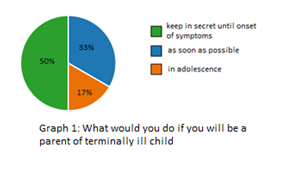 keep in secret until onset
of symptoms
33%
as soon as possible
50%
in adolescence
17%
Graph 1: What would you do if you will be a
parent of terminally ill child